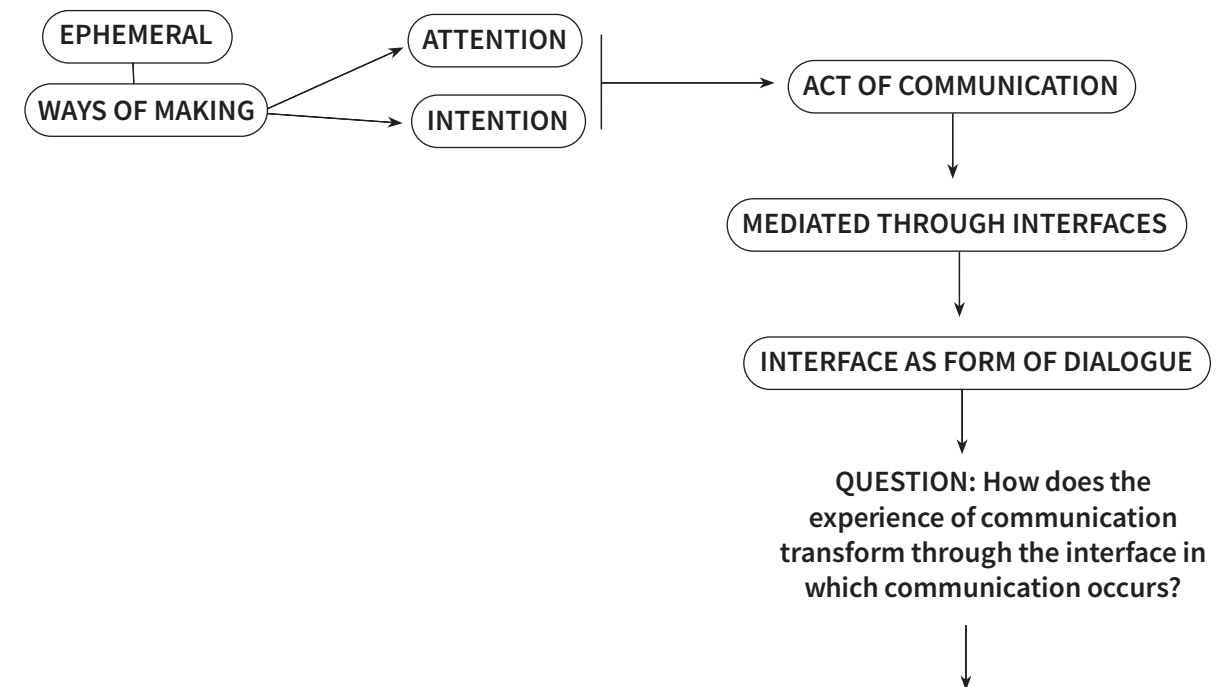 EPHEMERAL
WAYS OF MAKING
ATTENTION
INTENTION
ACT OF COMMUNICATION
MEDIATED THROUGH INTERFACES
INTERFACE AS FORM OF DIALOGUE
QUESTION: How does the
experience of communication
transform through the interface in
which communication occurs?